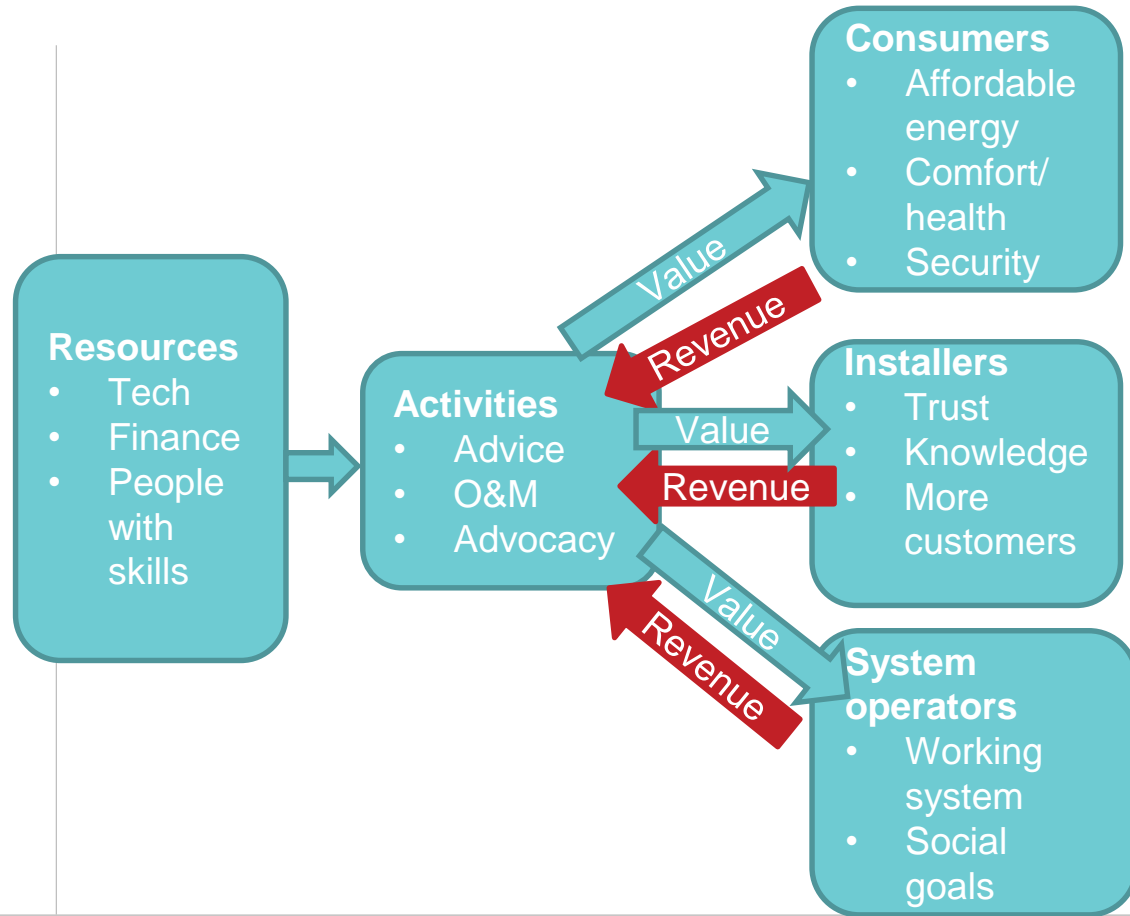 Resources
• Tech
• Finance
• People
with
skills
Activities
• Advice
• O&M
• Advocacy
Value
Revenue
Value
Revenue
Value
Revenue
Consumers
• Affordable
energy
• Comfort/
health
• Security
Installers
• Trust
• Knowledge
• More
customers
System
operators
• Working
system
• Social
goals